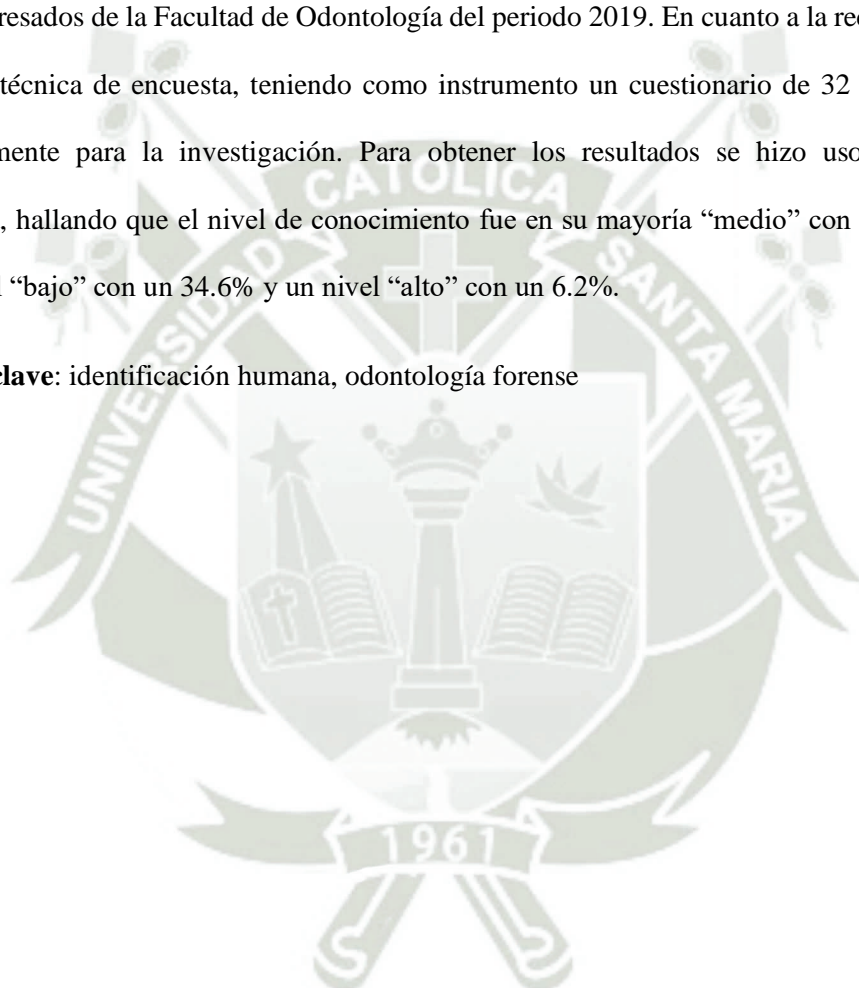 resados de la Facultad de Odontología del periodo 2019. En cuanto a la rec
técnica de encuesta, teniendo como instrumento un cuestionario de 32
mente para la investigación. Para obtener los resultados se hizo uso
, hallando que el nivel de conocimiento fue en su mayoría “medio” con
l “bajo” con un 34.6% y un nivel “alto” con un 6.2%.
clave: identificación humana, odontología forense
UNIVERSIDAD CATOLICA SANTA MARIA
1961